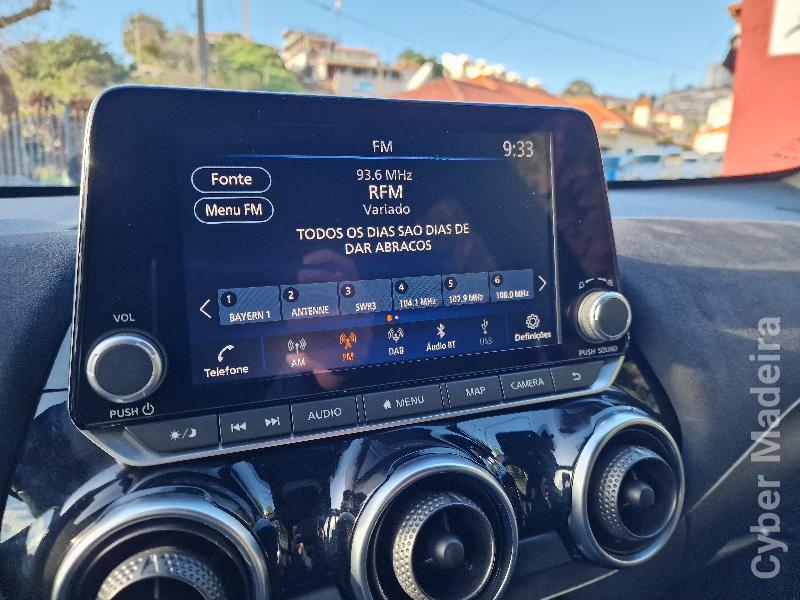 FM
9:33
Fonte
93.6 MHz
RFM
Menu FM
Variado
TODOS OS DIAS SAO DIAS DE
DAR ABRACOS
1 BAYERN 1
2 ANTENNE
3 SWR3
4 104.1 MHz
5 107.9 MHz
6 108.0 MHz
Telefone
AM
FM
DAB
Áudio BT
USB
Definições
VOL
PUSH
PUSH SOUND
AUDIO
MENU
MAP
CAMERA
Cyber Madeira